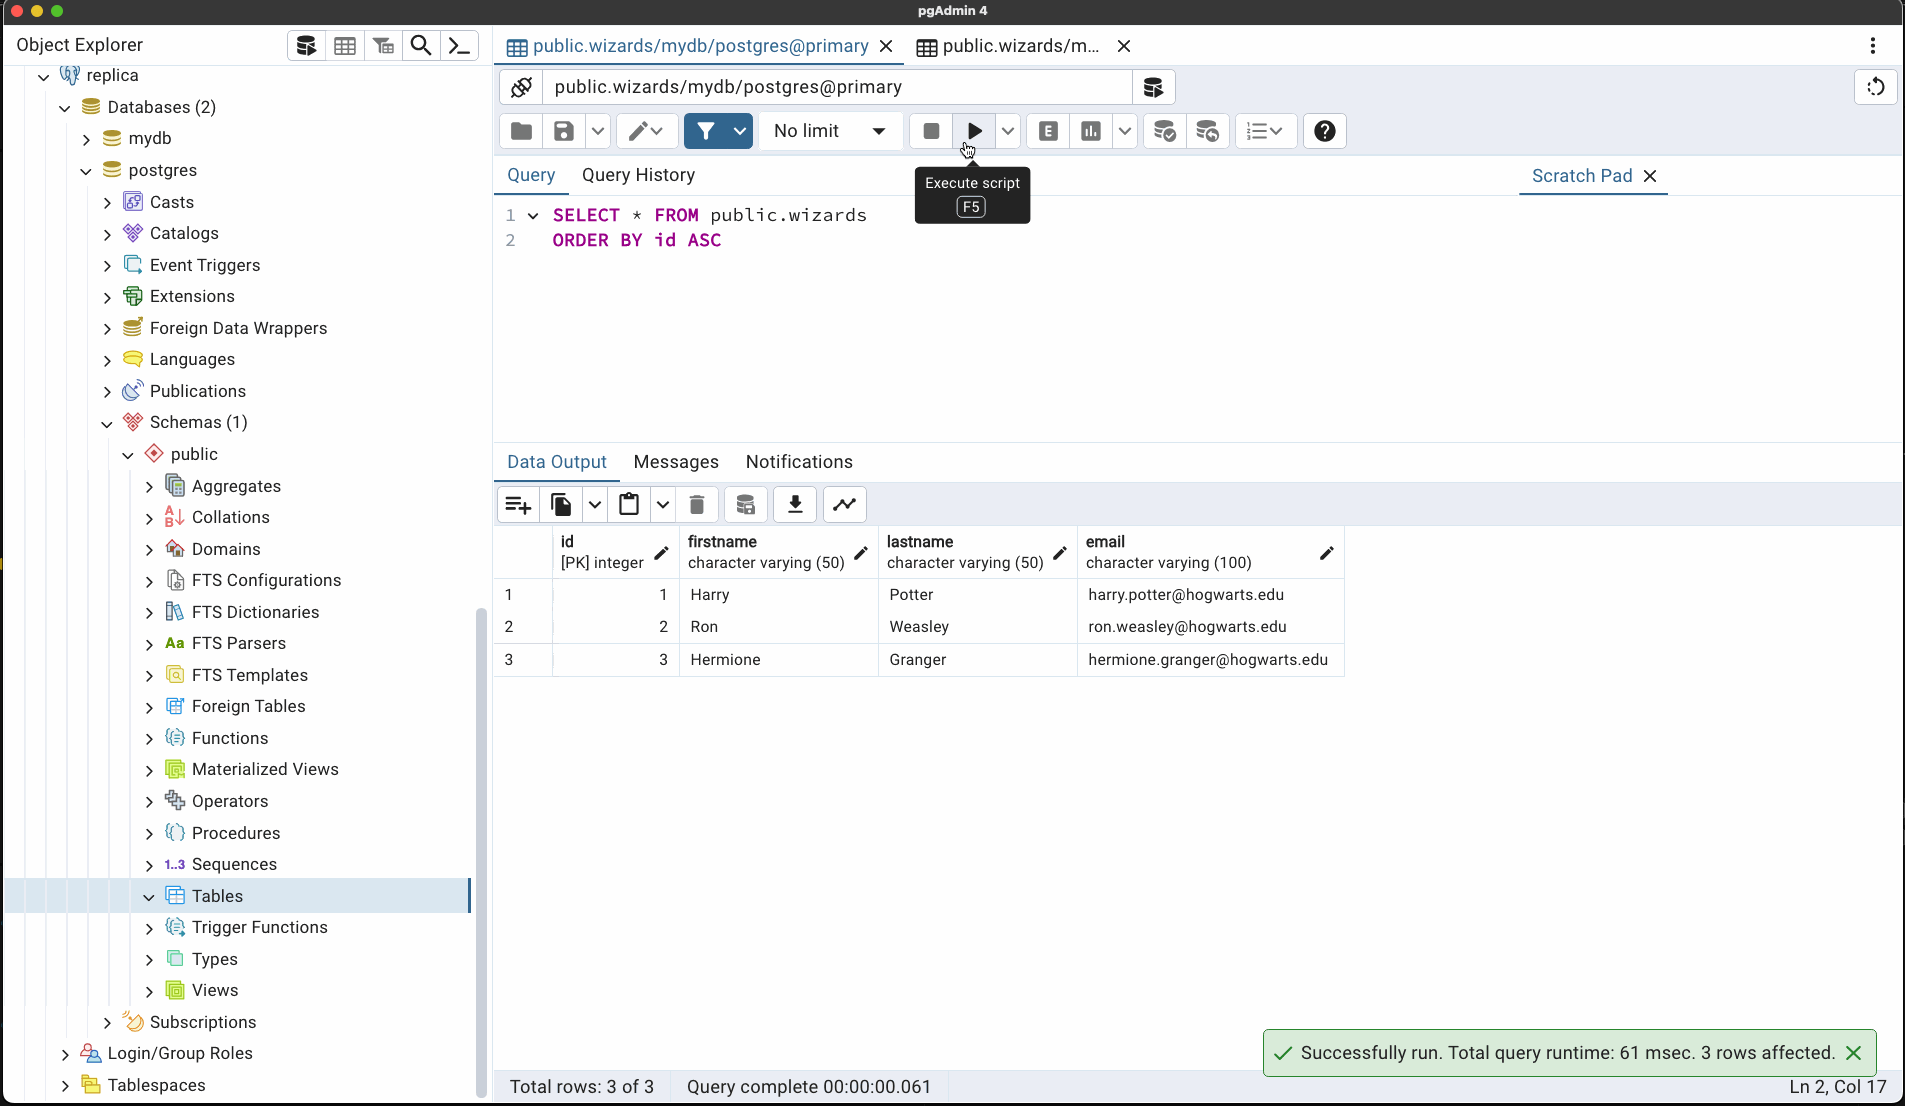 pgAdmin 4
Object Explorer
public.wizards/mydb/postgres@primary
public.wizards/m...
replica
Databases (2)
mydb
postgres
Casts
Catalogs
Event Triggers
Extensions
Foreign Data Wrappers
Languages
Publications
Schemas (1)
public
Aggregates
Collations
Domains
FTS Configurations
FTS Dictionaries
Aa FTS Parsers
FTS Templates
Foreign Tables
Functions
Materialized Views
Operators
Procedures
1..3 Sequences
Tables
Trigger Functions
Types
Views
Subscriptions
Login/Group Roles
Tablespaces
public.wizards/mydb/postgres@primary
No limit
E
Query
Query History
Execute script
F5
Scratch Pad
1 SELECT * FROM public.wizards
2 ORDER BY id ASC
Data Output
Messages
Notifications
id
[PK] integer
firstname
character varying (50)
lastname
character varying (50)
email
character varying (100)
1 1 Harry Potter harry.potter@hogwarts.edu
2 2 Ron Weasley ron.weasley@hogwarts.edu
3 3 Hermione Granger hermione.granger@hogwarts.edu
Successfully run. Total query runtime: 61 msec. 3 rows affected.
Total rows: 3 of 3
Query complete 00:00:00.061
Ln 2, Col 17